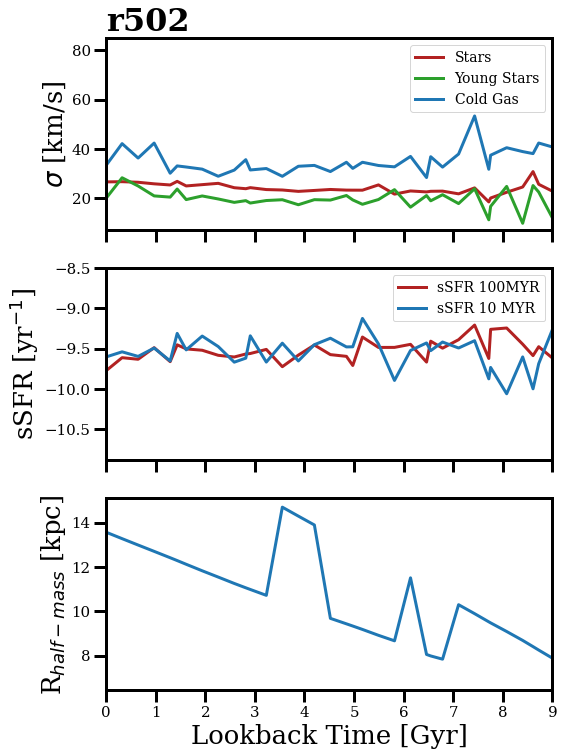 r502
80
60
40
20
σ [km/s]
Stars
Young Stars
Cold Gas
−8.5
−9.0
−9.5
−10.0
−10.5
sSFR [yr⁻¹]
sSFR 100MYR
sSFR 10 MYR
14
12
10
8
R_half−mass [kpc]
0 1 2 3 4 5 6 7 8 9
Lookback Time [Gyr]